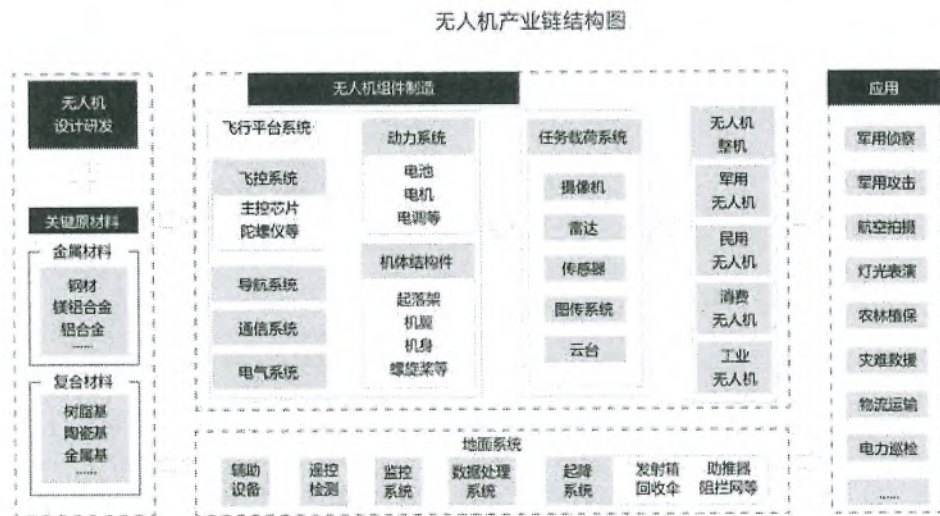 无人机产业链结构图
无人机
设计研发
关键原材料
金属材料
钢材
镁铝合金
铝合金
......
复合材料
树脂基
陶瓷基
金属基
......
无人机组件制造
飞行平台系统
飞控系统
主控芯片
陀螺仪等
导航系统
通信系统
电气系统
动力系统
电池
电机
电调等
机体结构件
起落架
机翼
机身
螺旋桨等
任务载荷系统
摄像机
雷达
传感器
图传系统
云台
无人机
整机
军用
无人机
民用
无人机
消费
无人机
工业
无人机
地面系统
辅助
设备
遥控
检测
监控
系统
数据处理
系统
起降
系统
发射箱
回收伞
助推器
阻拦网等
应用
军用侦察
军用攻击
航空拍摄
灯光表演
农林植保
灾难救援
物流运输
电力巡检
......